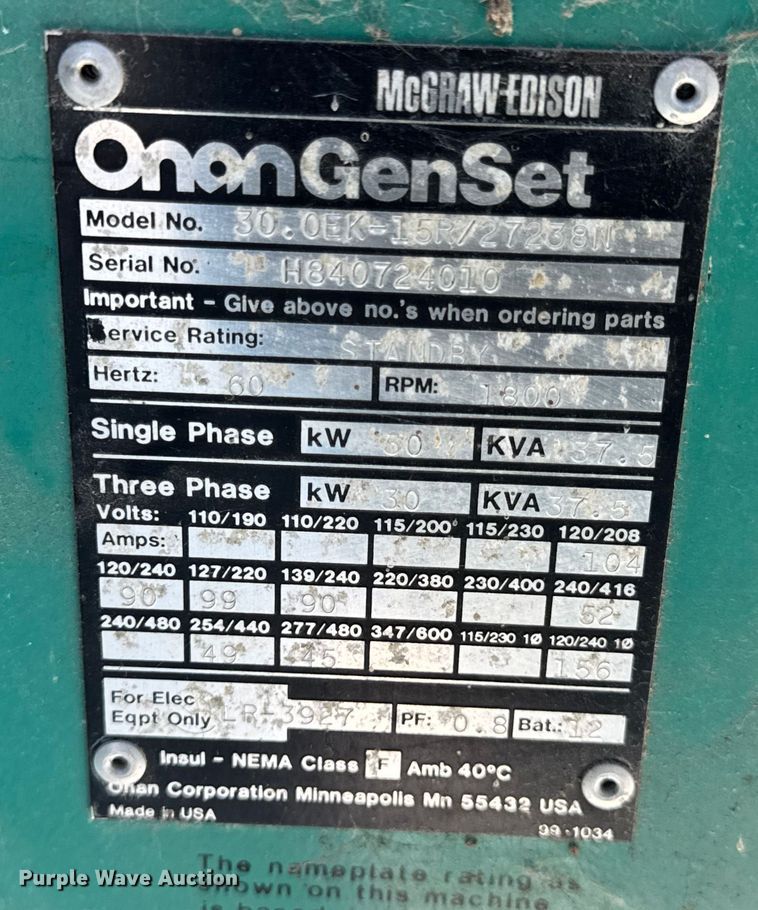 McGRAW-EDISON
Onan GenSet
Model No. 30.0EK-15R/27238N
Serial No. H840724010
Important - Give above no.'s when ordering parts
Service Rating: STANDBY
Hertz: 60 RPM: 1800
Single Phase kW 30 KVA 37.5
Three Phase kW 30 KVA 37.5
Volts: 110/190 110/220 115/200 115/230 120/208
Amps: 104
120/240 127/220 139/240 220/380 230/400 240/416
90 99 90 52
240/480 254/440 277/480 347/600 115/230 1Ø 120/240 1Ø
49 45 156
For Elec
Eqpt Only LR-3927 PF: 0.8 Bat.: 12
Insul - NEMA Class F Amb 40°C
Onan Corporation Minneapolis Mn 55432 USA
Made in USA
99-1034
The nameplate rating as
shown on this machine
is
Purple Wave Auction